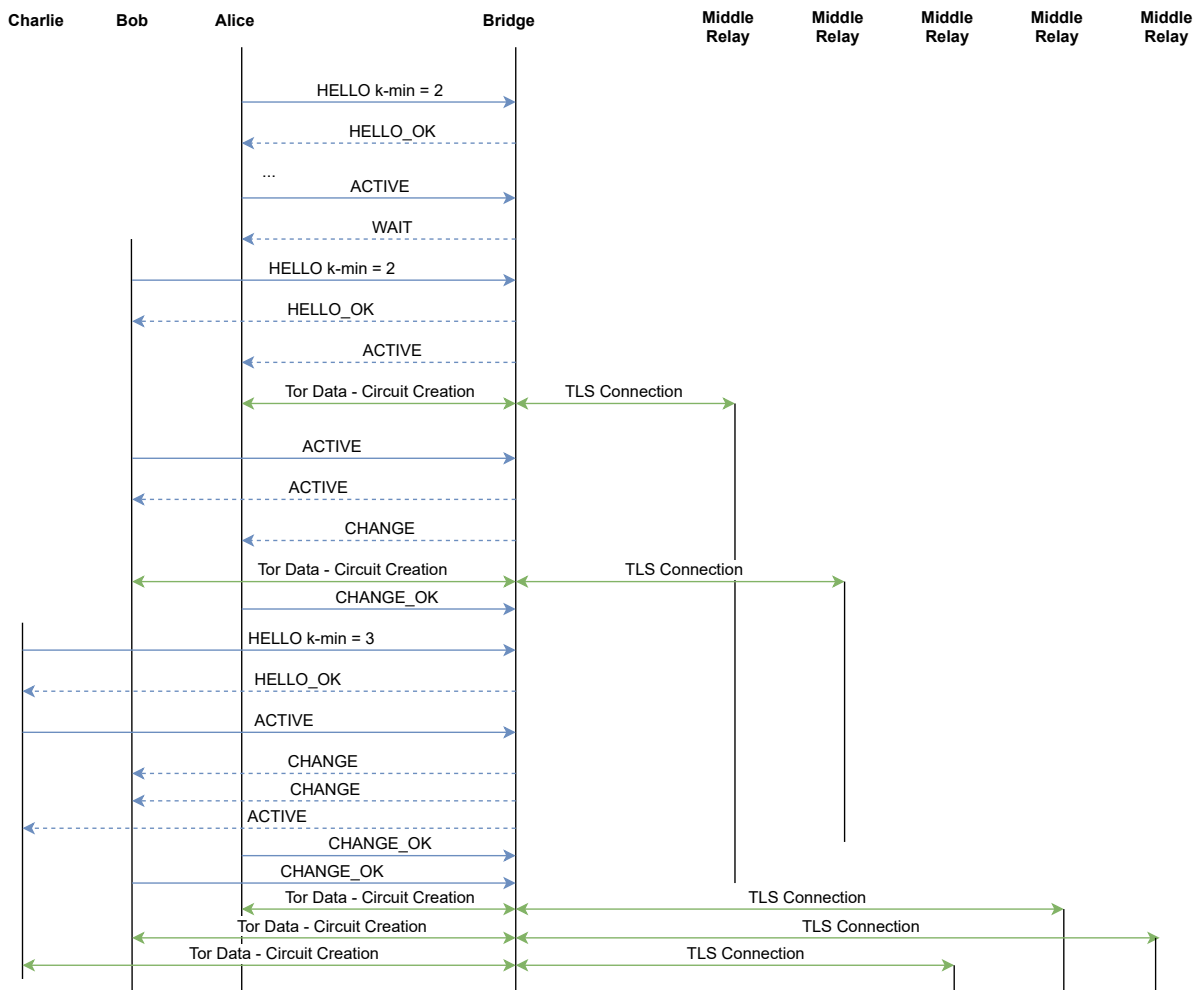 Charlie
Bob
Alice
Bridge
Middle
Relay
Middle
Relay
Middle
Relay
Middle
Relay
Middle
Relay
HELLO k-min = 2
HELLO_OK
...
ACTIVE
WAIT
HELLO k-min = 2
HELLO_OK
ACTIVE
Tor Data - Circuit Creation
TLS Connection
ACTIVE
ACTIVE
CHANGE
Tor Data - Circuit Creation
TLS Connection
CHANGE_OK
HELLO k-min = 3
HELLO_OK
ACTIVE
CHANGE
CHANGE
ACTIVE
CHANGE_OK
CHANGE_OK
Tor Data - Circuit Creation
TLS Connection
Tor Data - Circuit Creation
TLS Connection
Tor Data - Circuit Creation
TLS Connection